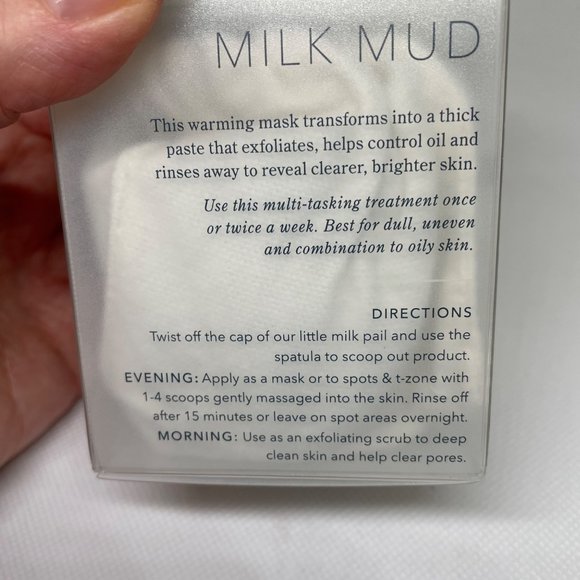 MILK MUD
This warming mask transforms into a thick
paste that exfoliates, helps control oil and
rinses away to reveal clearer, brighter skin.
Use this multi-tasking treatment once
or twice a week. Best for dull, uneven
and combination to oily skin.
DIRECTIONS
Twist off the cap of our little milk pail and use the
spatula to scoop out product.
EVENING: Apply as a mask or to spots & t-zone with
1-4 scoops gently massaged into the skin. Rinse off
after 15 minutes or leave on spot areas overnight.
MORNING: Use as an exfoliating scrub to deep
clean skin and help clear pores.